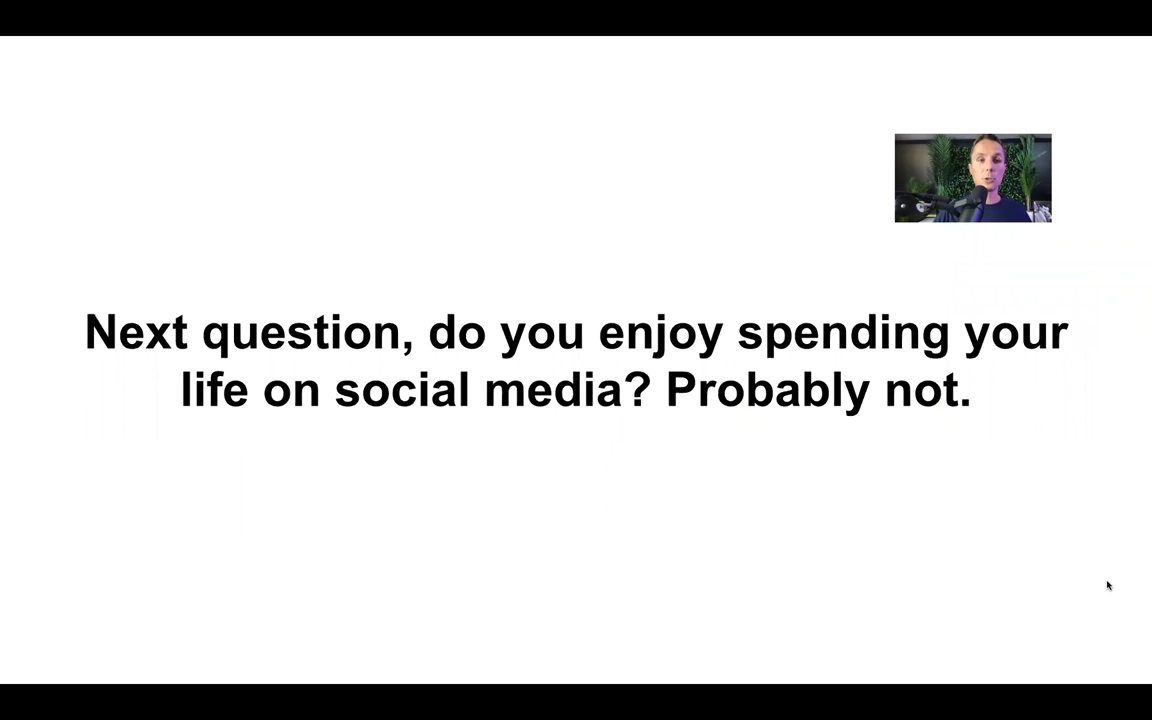 Next question, do you enjoy spending your
life on social media? Probably not.